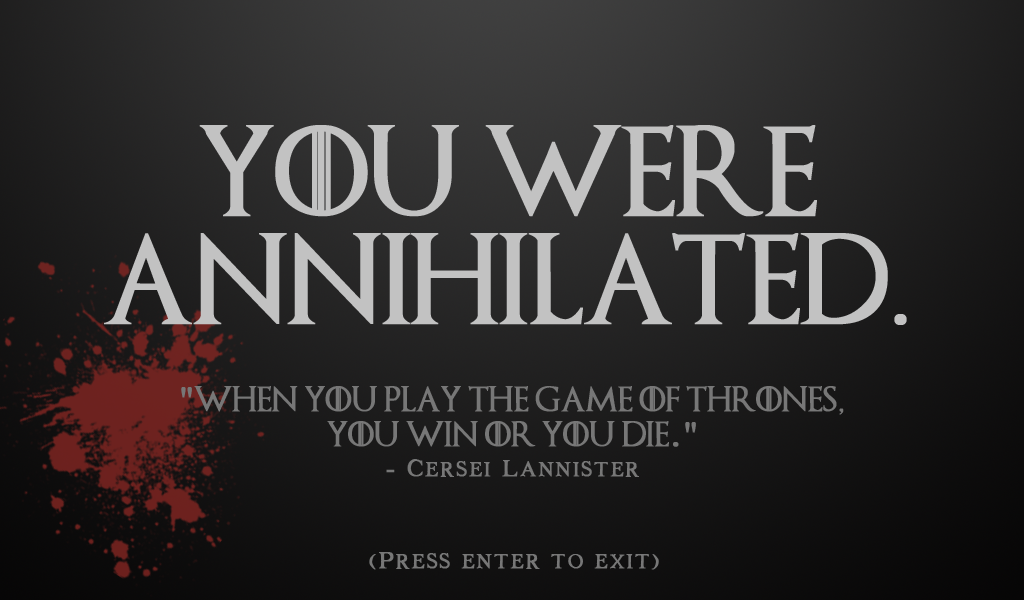 YOU WERE
ANNIHILATED.
"WHEN YOU PLAY THE GAME OF THRONES,
YOU WIN OR YOU DIE."
- CERSEI LANNISTER
(PRESS ENTER TO EXIT)